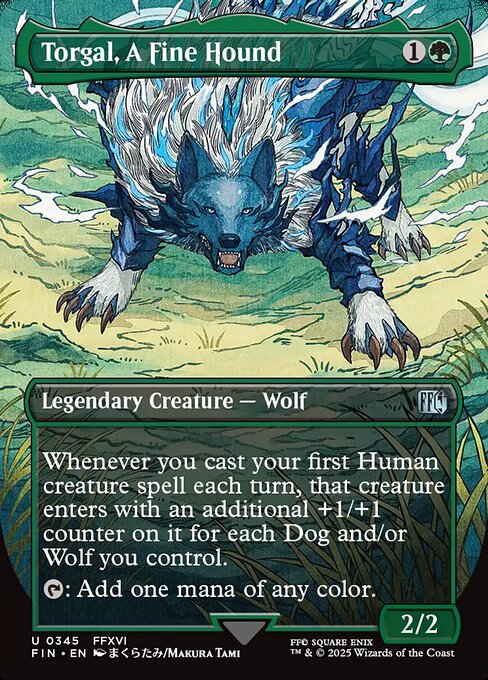 Torgal, A Fine Hound 1
Legendary Creature — Wolf FFXVI
Whenever you cast your first Human
creature spell each turn, that creature
enters with an additional +1/+1
counter on it for each Dog and/or
Wolf you control.
: Add one mana of any color.
2/2
U 0345 FFXVI
FIN • EN まくらたみ/Makura Tami
FF© SQUARE ENIX
™ & © 2025 Wizards of the Coast